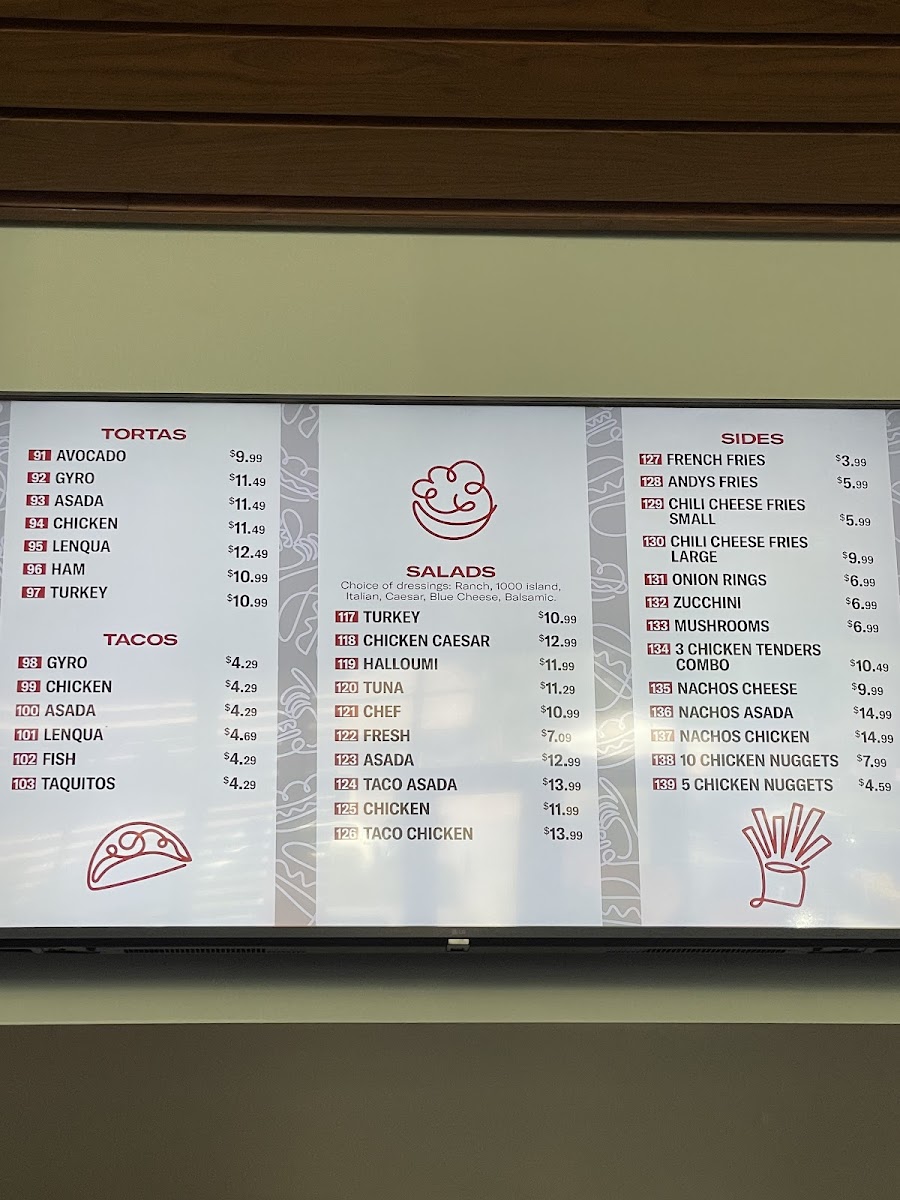 TORTAS
91 AVOCADO $9.99
92 GYRO $11.49
93 ASADA $11.49
94 CHICKEN $11.49
95 LENQUA $12.49
96 HAM $10.99
97 TURKEY $10.99
TACOS
98 GYRO $4.29
99 CHICKEN $4.29
100 ASADA $4.29
101 LENQUA $4.69
102 FISH $4.29
103 TAQUITOS $4.29
SALADS
Choice of dressings: Ranch, 1000 island,
Italian, Caesar, Blue Cheese, Balsamic.
117 TURKEY $10.99
118 CHICKEN CAESAR $12.99
119 HALLOUMI $11.99
120 TUNA $11.29
121 CHEF $10.99
122 FRESH $7.09
123 ASADA $12.99
124 TACO ASADA $13.99
125 CHICKEN $11.99
126 TACO CHICKEN $13.99
SIDES
127 FRENCH FRIES $3.99
128 ANDYS FRIES $5.99
129 CHILI CHEESE FRIES
SMALL $5.99
130 CHILI CHEESE FRIES
LARGE $9.99
131 ONION RINGS $6.99
132 ZUCCHINI $6.99
133 MUSHROOMS $6.99
134 3 CHICKEN TENDERS
COMBO $10.49
135 NACHOS CHEESE $9.99
136 NACHOS ASADA $14.99
137 NACHOS CHICKEN $14.99
138 10 CHICKEN NUGGETS $7.99
139 5 CHICKEN NUGGETS $4.59